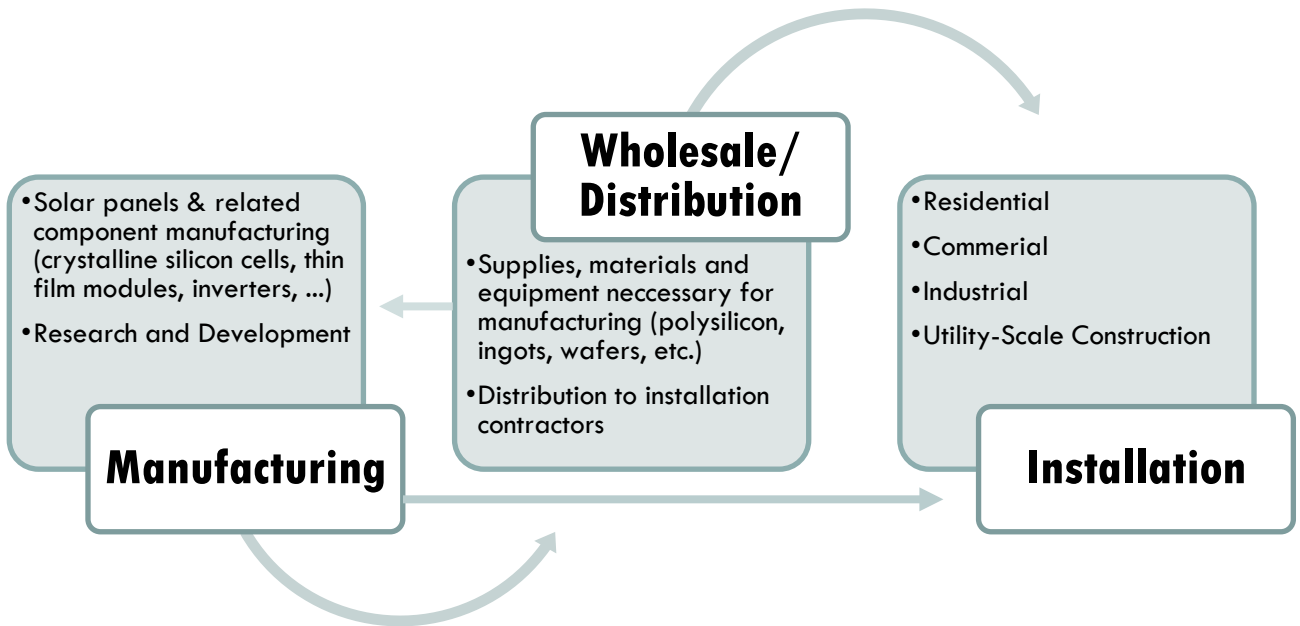 •Solar panels & related
component manufacturing
(crystalline silicon cells, thin
film modules, inverters, ...)
•Research and Development
Manufacturing
Wholesale/
Distribution
•Supplies, materials and
equipment neccessary for
manufacturing (polysilicon,
ingots, wafers, etc.)
•Distribution to installation
contractors
•Residential
•Commerial
•Industrial
•Utility-Scale Construction
Installation